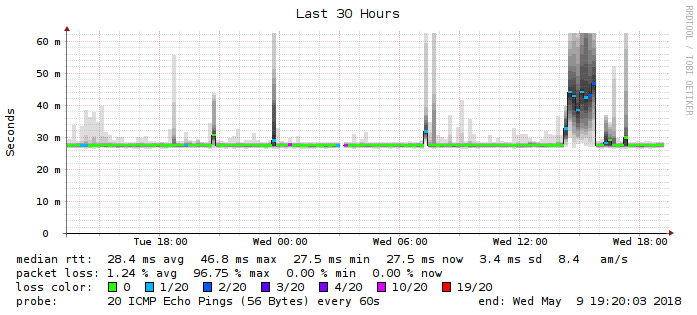 Last 30 Hours
RRDTOOL / TOBI OETIKER
Seconds
60 m
50 m
40 m
30 m
20 m
10 m
0
Tue 18:00 Wed 00:00 Wed 06:00 Wed 12:00 Wed 18:00
median rtt: 28.4 ms avg 46.8 ms max 27.5 ms min 27.5 ms now 3.4 ms sd 8.4 am/s
packet loss: 1.24 % avg 96.75 % max 0.00 % min 0.00 % now
loss color: 0 1/20 2/20 3/20 4/20 10/20 19/20
probe: 20 ICMP Echo Pings (56 Bytes) every 60s end: Wed May 9 19:20:03 2018